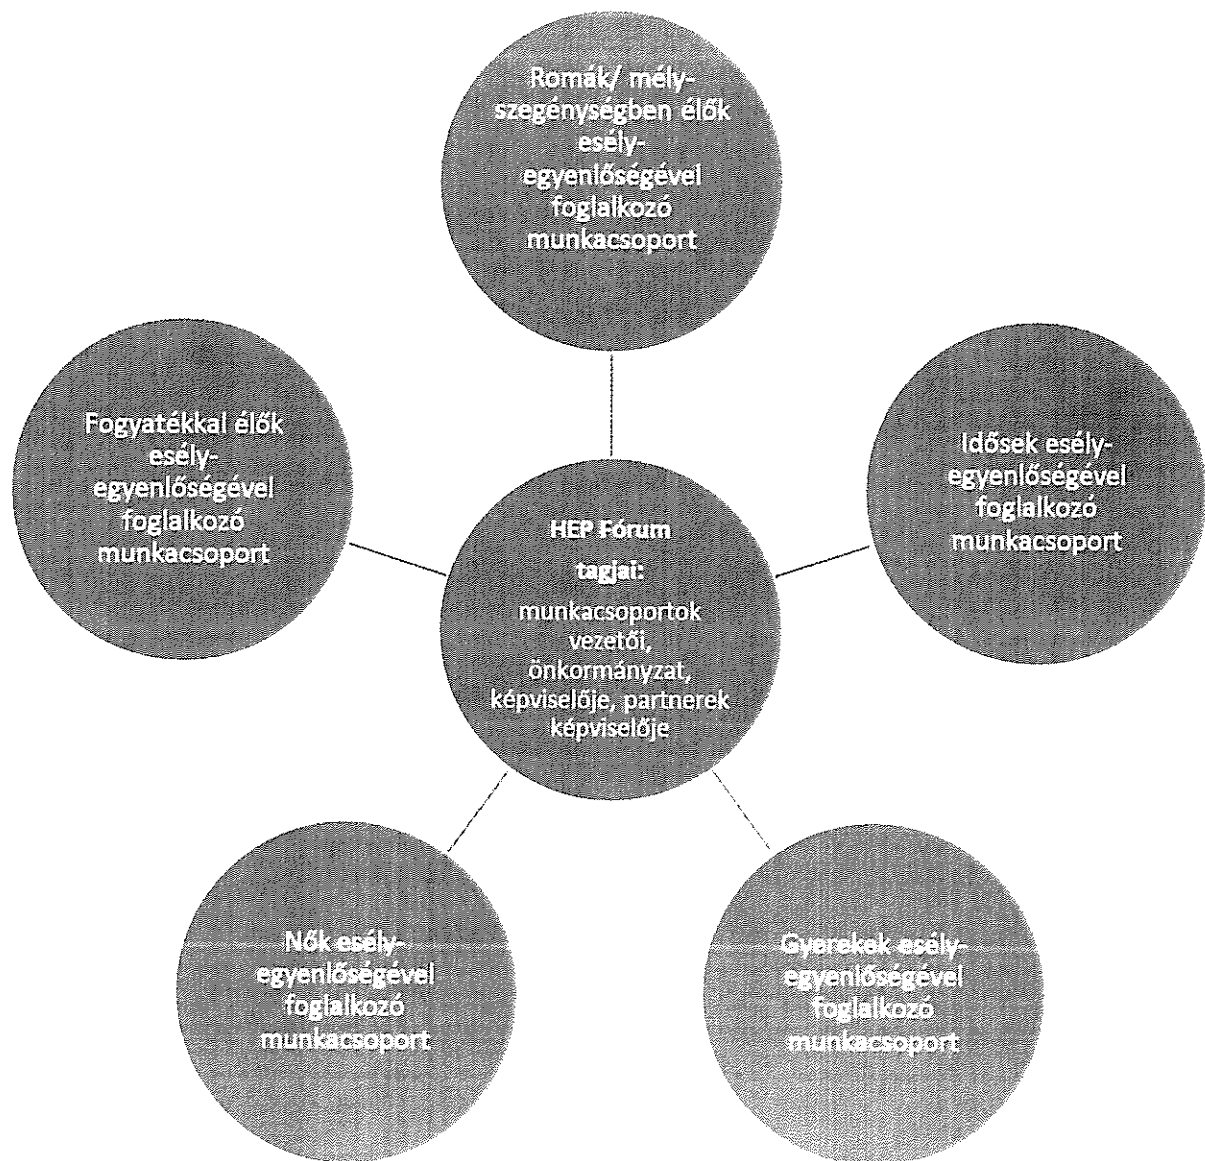 Romák/ mély-
szegénységben élők
esély-
egyenlőségével
foglalkozó
munkacsoport
Fogyatékkal élők
esély-
egyenlőségével
foglalkozó
munkacsoport
Idősek esély-
egyenlőségével
foglalkozó
munkacsoport
HEP Fórum
tagjai:
munkacsoportok
vezetői,
önkormányzat,
képviselője, partnerek
képviselője
Nők esély-
egyenlőségével
foglalkozó
munkacsoport
Gyerekek esély-
egyenlőségével
foglalkozó
munkacsoport